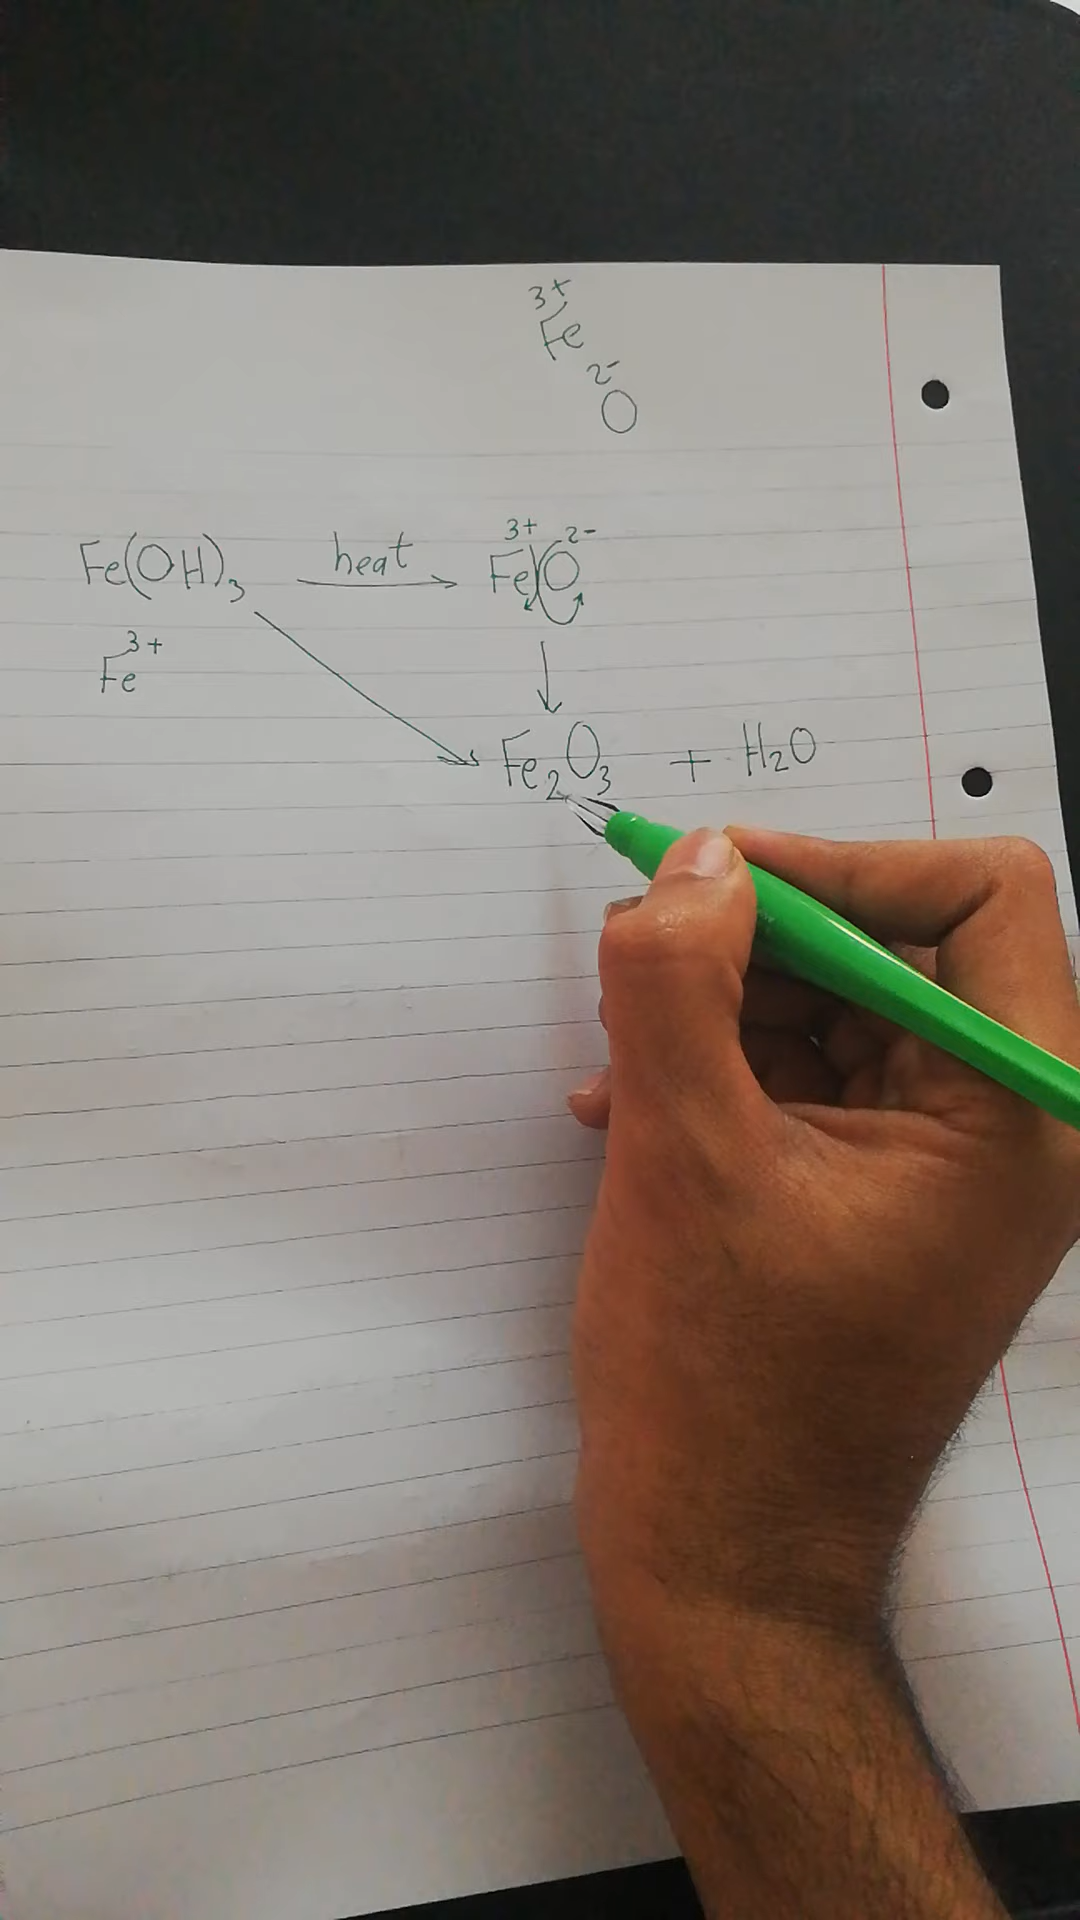 3+
Fe
2-
O
Fe(OH)3 heat Fe O
3+ 2-
Fe 3+
Fe2O3 + H2O